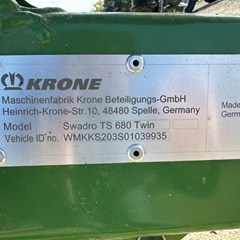 KRONE
Maschinenfabrik Krone Beteiligungs-GmbH
Heinrich-Krone-Str.10, 48480 Spelle, Germany
Model Swadro TS 680 Twin
Vehicle ID no. WMKKS203S01039935
Made
Germ